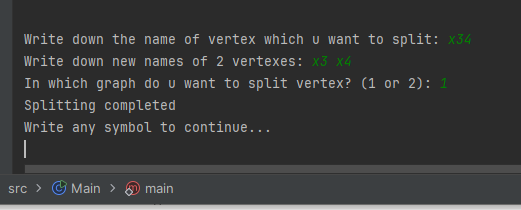 Write down the name of vertex which u want to split: x34
Write down new names of 2 vertexes: x3 x4
In which graph do u want to split vertex? (1 or 2): 1
Splitting completed
Write any symbol to continue...
src > Main > main